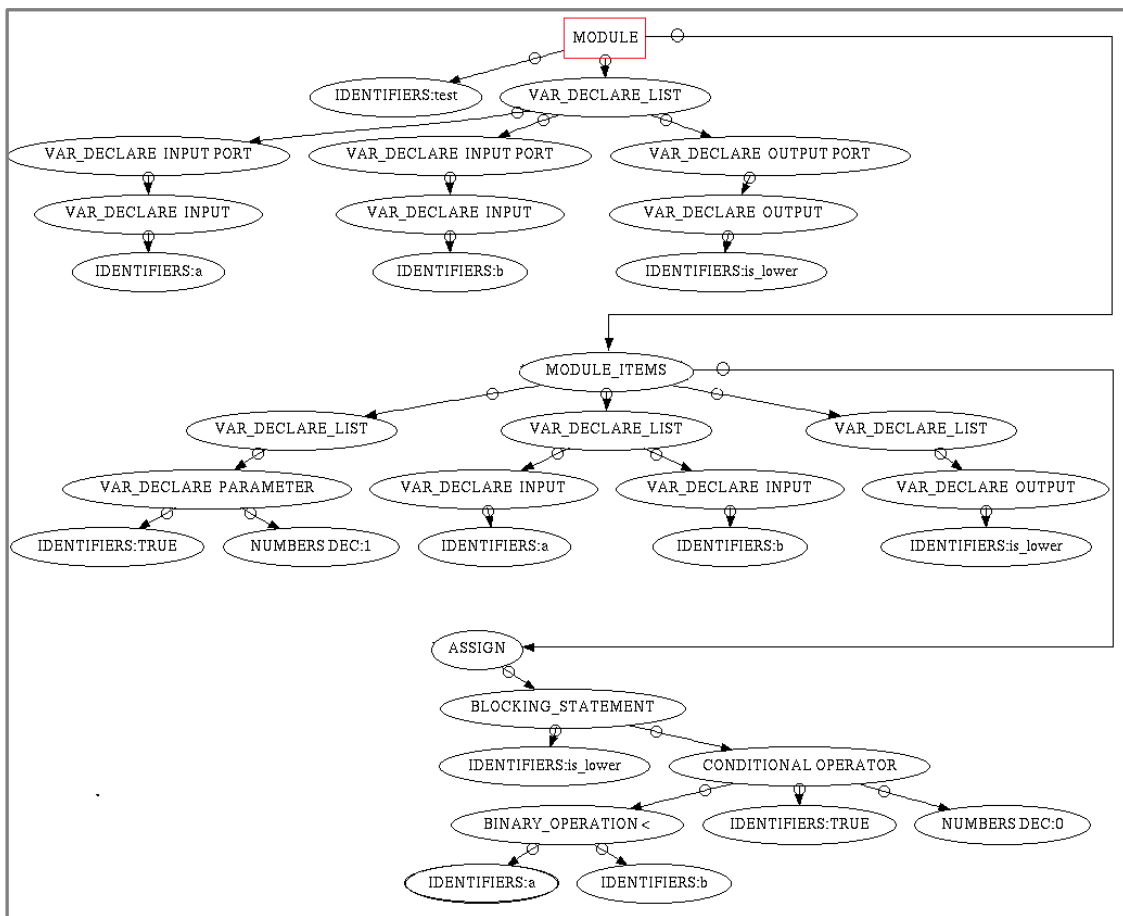 MODULE
IDENTIFIERS:test
VAR_DECLARE_LIST
VAR_DECLARE INPUT PORT
VAR_DECLARE INPUT PORT
VAR_DECLARE OUTPUT PORT
VAR_DECLARE INPUT
VAR_DECLARE INPUT
VAR_DECLARE OUTPUT
IDENTIFIERS:a
IDENTIFIERS:b
IDENTIFIERS:is_lower
MODULE_ITEMS
VAR_DECLARE_LIST
VAR_DECLARE_LIST
VAR_DECLARE_LIST
VAR_DECLARE PARAMETER
VAR_DECLARE INPUT
VAR_DECLARE INPUT
VAR_DECLARE OUTPUT
IDENTIFIERS:TRUE
NUMBERS DEC:1
IDENTIFIERS:a
IDENTIFIERS:b
IDENTIFIERS:is_lower
ASSIGN
BLOCKING_STATEMENT
IDENTIFIERS:is_lower
CONDITIONAL OPERATOR
BINARY_OPERATION <
IDENTIFIERS:TRUE
NUMBERS DEC:0
IDENTIFIERS:a
IDENTIFIERS:b